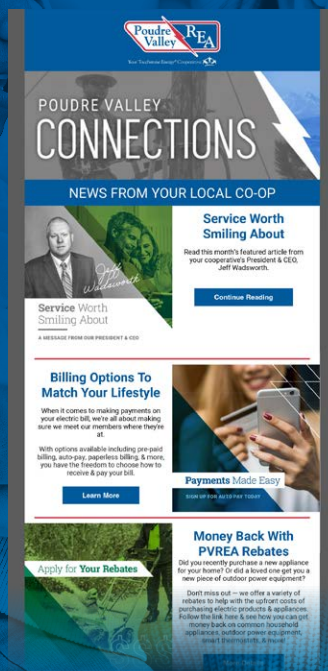 Poudre
Valley
REA
Your Touchstone Energy® Cooperative
POUDRE VALLEY
CONNECTIONS
NEWS FROM YOUR LOCAL CO-OP
Jeff
Wadsworth
Service Worth
Smiling About
A MESSAGE FROM OUR PRESIDENT & CEO
Service Worth
Smiling About
Read this month's featured article from
your cooperative's President & CEO,
Jeff Wadsworth.
Continue Reading
Billing Options To
Match Your Lifestyle
When it comes to making payments on
your electric bill, we're all about making
sure we meet our members where they're
at.
With options available including pre-paid
billing, auto-pay, paperless billing, & more,
you have the freedom to choose how to
receive & pay your bill.
Learn More
Payments Made Easy
SIGN UP FOR AUTO PAY TODAY
Apply for Your Rebates
Money Back With
PVREA Rebates
Did you recently purchase a new appliance
for your home? Or did a loved one get you a
new piece of outdoor power equipment?
Don't miss out — we offer a variety of
rebates to help with the upfront costs of
purchasing electric products & appliances.
Follow the link here & see how you can get
money back on common household
appliances, outdoor power equipment,
smart thermostats, & more!